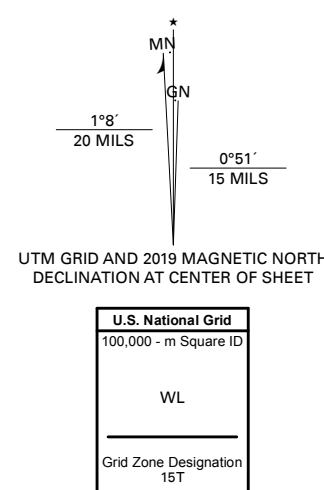 ★
MN
GN
1°8´
20 MILS
0°51´
15 MILS
UTM GRID AND 2019 MAGNETIC NORTH
DECLINATION AT CENTER OF SHEET
U.S. National Grid
100,000 - m Square ID
WL
Grid Zone Designation
15T